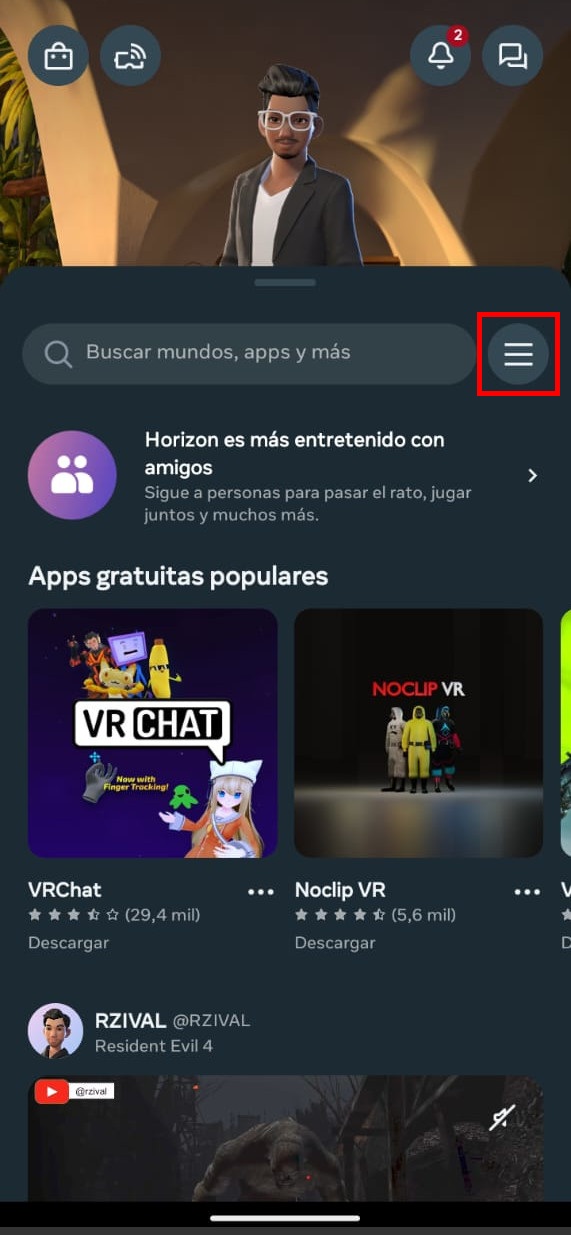 2
Buscar mundos, apps y más
Horizon es más entretenido con
amigos
Sigue a personas para pasar el rato, jugar
juntos y muchos más.
Apps gratuitas populares
VRCHAT
Now with
Finger Tracking!
NOCLIP VR
VRChat
(29,4 mil)
Descargar
Noclip VR
(5,6 mil)
Descargar
V
D
RZIVAL @RZIVAL
Resident Evil 4
@rzival